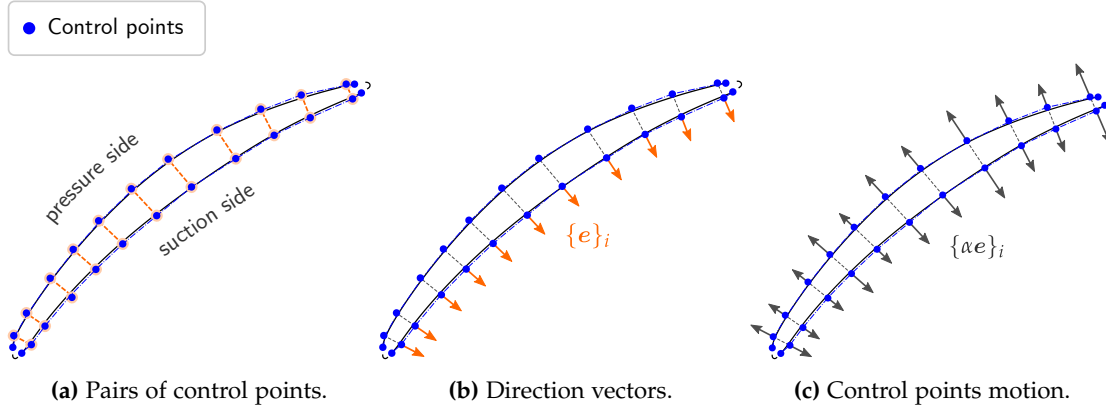 Control points
pressure side
suction side
{e}ᵢ
{αe}ᵢ
(a) Pairs of control points.
(b) Direction vectors.
(c) Control points motion.